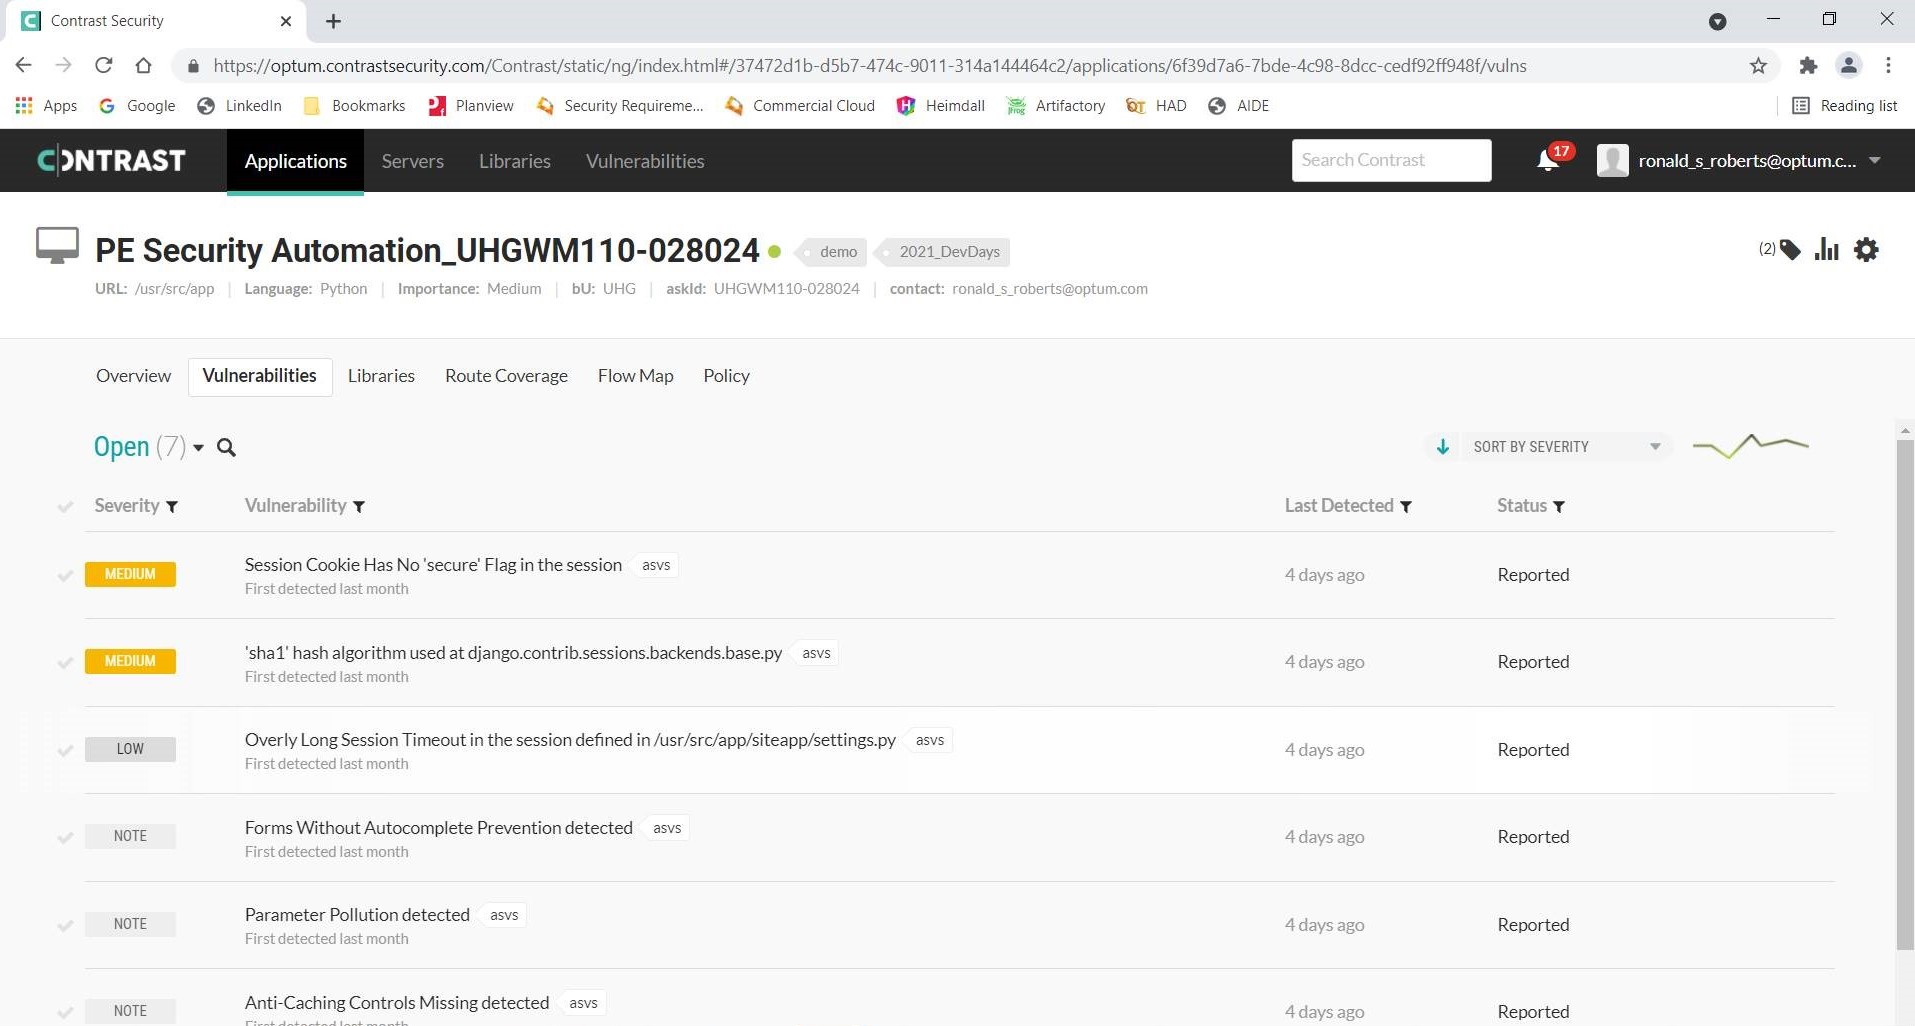 Contrast Security
https://optum.contrastsecurity.com/Contrast/static/ng/index.html#/37472d1b-d5b7-474c-9011-314a144464c2/applications/6f39d7a6-7bde-4c98-8dcc-cedf92ff948f/vulns
Apps Google LinkedIn Bookmarks Planview Security Requireme... Commercial Cloud Heimdall Artifactory HAD AIDE Reading list
CONTRAST Applications Servers Libraries Vulnerabilities Search Contrast 17 ronald_s_roberts@optum.c...
PE Security Automation_UHGWM110-028024 demo 2021_DevDays (2)
URL: /usr/src/app | Language: Python | Importance: Medium | bU: UHG | askId: UHGWM110-028024 | contact: ronald_s_roberts@optum.com
Overview Vulnerabilities Libraries Route Coverage Flow Map Policy
Open (7) SORT BY SEVERITY
Severity Vulnerability Last Detected Status
MEDIUM Session Cookie Has No 'secure' Flag in the session asvs 4 days ago Reported
First detected last month
MEDIUM 'sha1' hash algorithm used at django.contrib.sessions.backends.base.py asvs 4 days ago Reported
First detected last month
LOW Overly Long Session Timeout in the session defined in /usr/src/app/siteapp/settings.py asvs 4 days ago Reported
First detected last month
NOTE Forms Without Autocomplete Prevention detected asvs 4 days ago Reported
First detected last month
NOTE Parameter Pollution detected asvs 4 days ago Reported
First detected last month
NOTE Anti-Caching Controls Missing detected asvs 4 days ago Reported
First detected last month